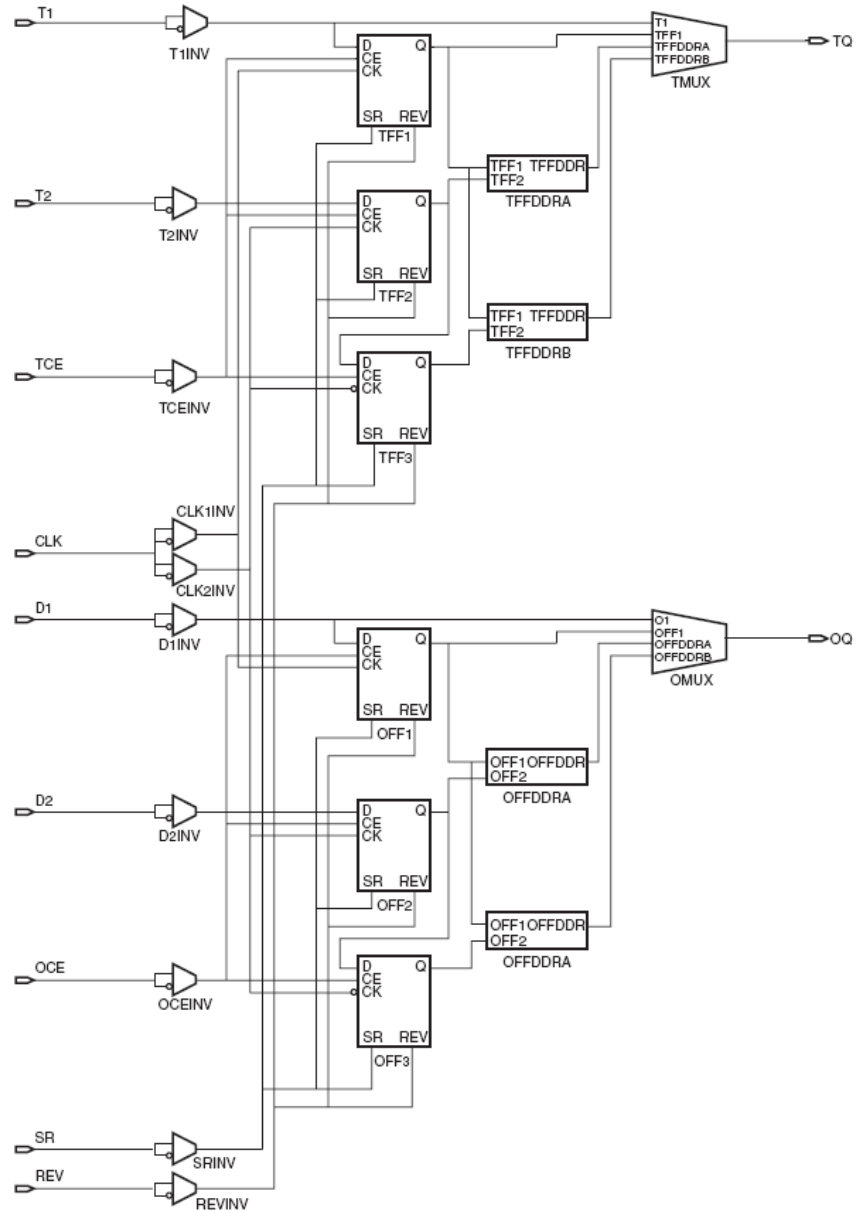 T1
T1INV
D Q
CE
CK
SR REV
TFF1
T1
TFF1
TFFDDRA
TFFDDRB
TMUX
TQ
T2
T2INV
D Q
CE
CK
SR REV
TFF2
TFF1 TFFDDR
TFF2
TFFDDRA
TFF1 TFFDDR
TFF2
TFFDDRB
TCE
TCEINV
D Q
CE
CK
SR REV
TFF3
CLK
CLK1INV
CLK2INV
D1
D1INV
D Q
CE
CK
SR REV
OFF1
O1
OFF1
OFFDDRA
OFFDDRB
OMUX
OQ
D2
D2INV
D Q
CE
CK
SR REV
OFF2
OFF1 OFFDDR
OFF2
OFFDDRA
OFF1 OFFDDR
OFF2
OFFDDRA
OCE
OCEINV
D Q
CE
CK
SR REV
OFF3
SR
SRINV
REV
REVINV